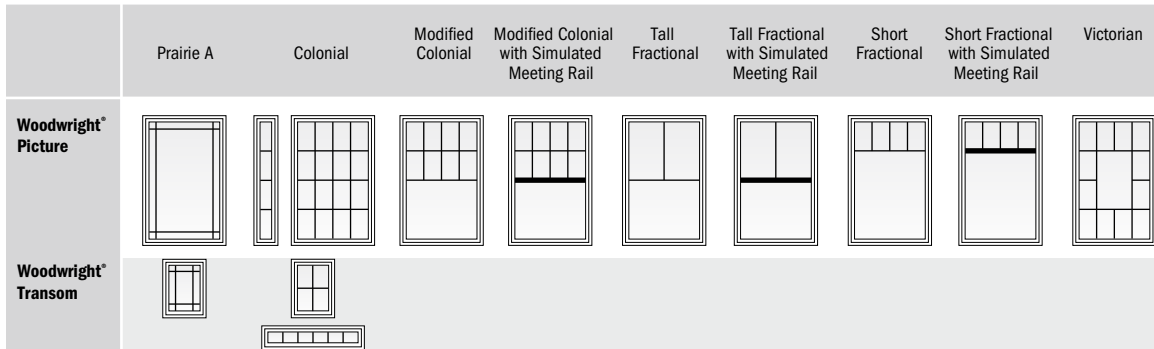 Prairie A
Colonial
Modified
Colonial
Modified Colonial
with Simulated
Meeting Rail
Tall
Fractional
Tall Fractional
with Simulated
Meeting Rail
Short
Fractional
Short Fractional
with Simulated
Meeting Rail
Victorian
Woodwright®
Picture
Woodwright®
Transom